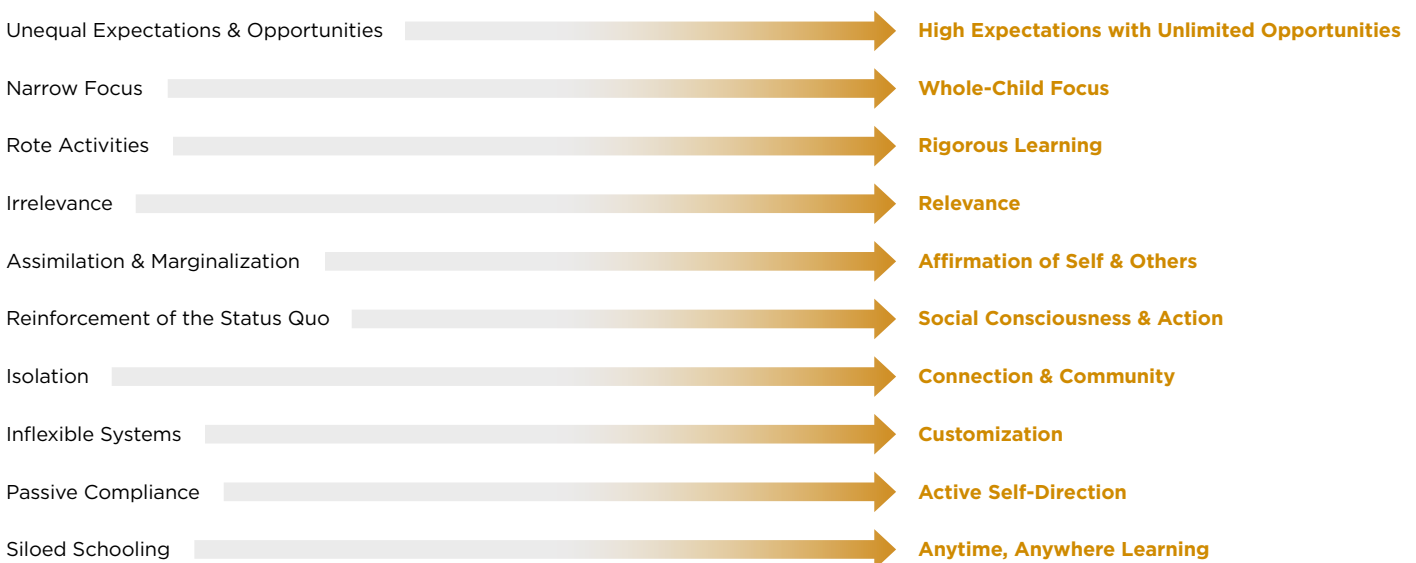 Unequal Expectations & Opportunities High Expectations with Unlimited Opportunities
Narrow Focus Whole-Child Focus
Rote Activities Rigorous Learning
Irrelevance Relevance
Assimilation & Marginalization Affirmation of Self & Others
Reinforcement of the Status Quo Social Consciousness & Action
Isolation Connection & Community
Inflexible Systems Customization
Passive Compliance Active Self-Direction
Siloed Schooling Anytime, Anywhere Learning